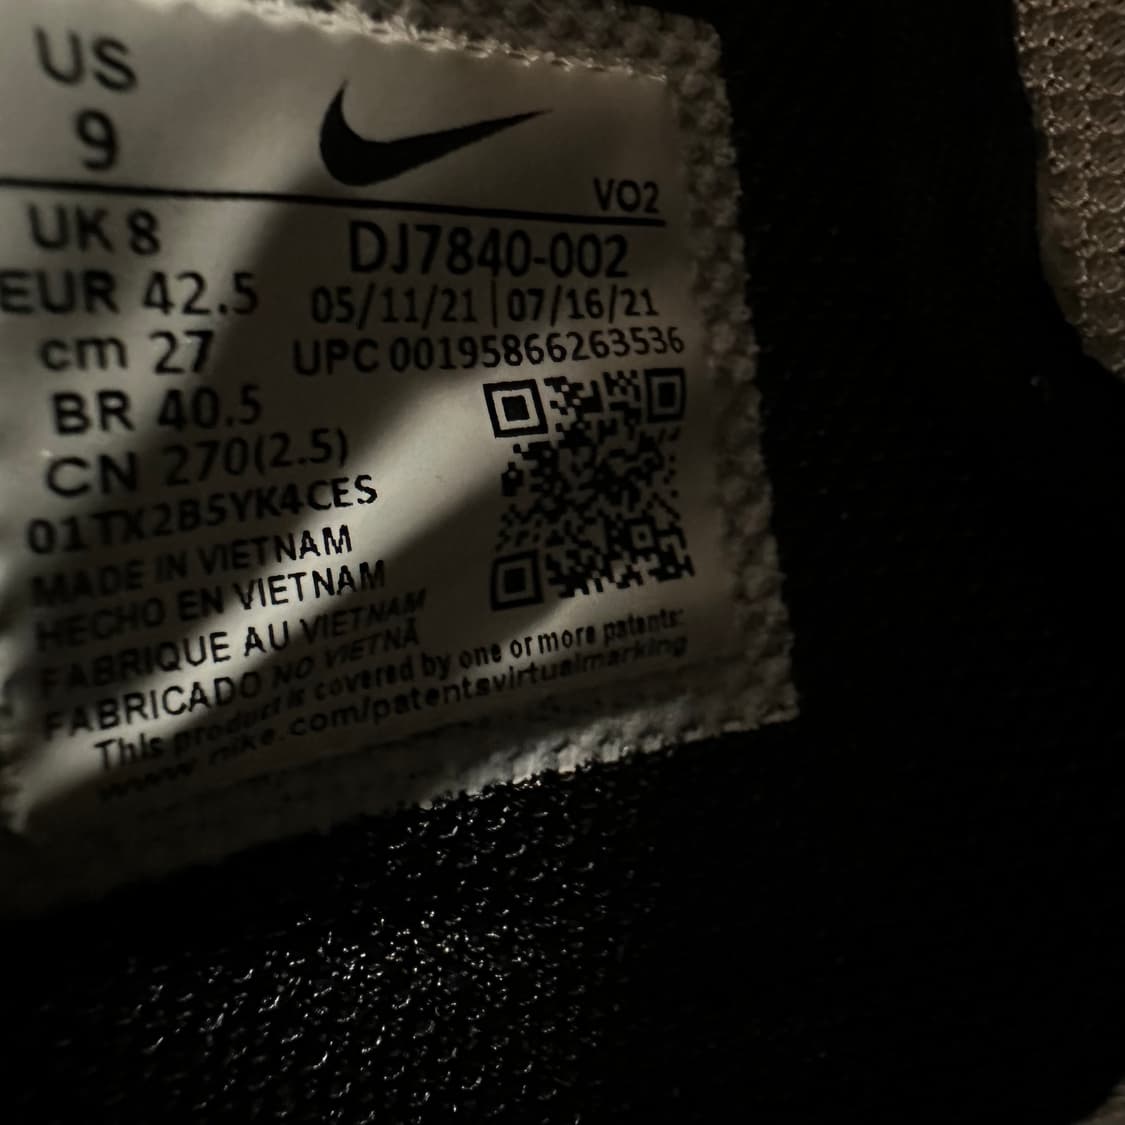 US
9
VO2
UK 8
DJ7840-002
EUR 42.5
05/11/21 | 07/16/21
cm 27
UPC 00195866263536
BR 40.5
CN 270(2.5)
01TX2B5YK4CES
MADE IN VIETNAM
HECHO EN VIETNAM
FABRIQUE AU VIETNAM
FABRICADO NO VIETNÃ
This product is covered by one or more patents:
www.nike.com/patentsvirtualmarking